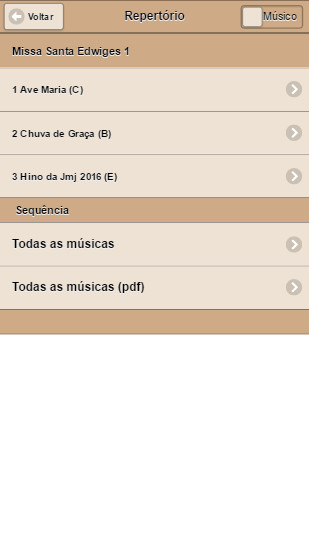 Voltar
Repertório
Músico
Missa Santa Edwiges 1
1 Ave Maria (C)
2 Chuva de Graça (B)
3 Hino da Jmj 2016 (E)
Sequência
Todas as músicas
Todas as músicas (pdf)